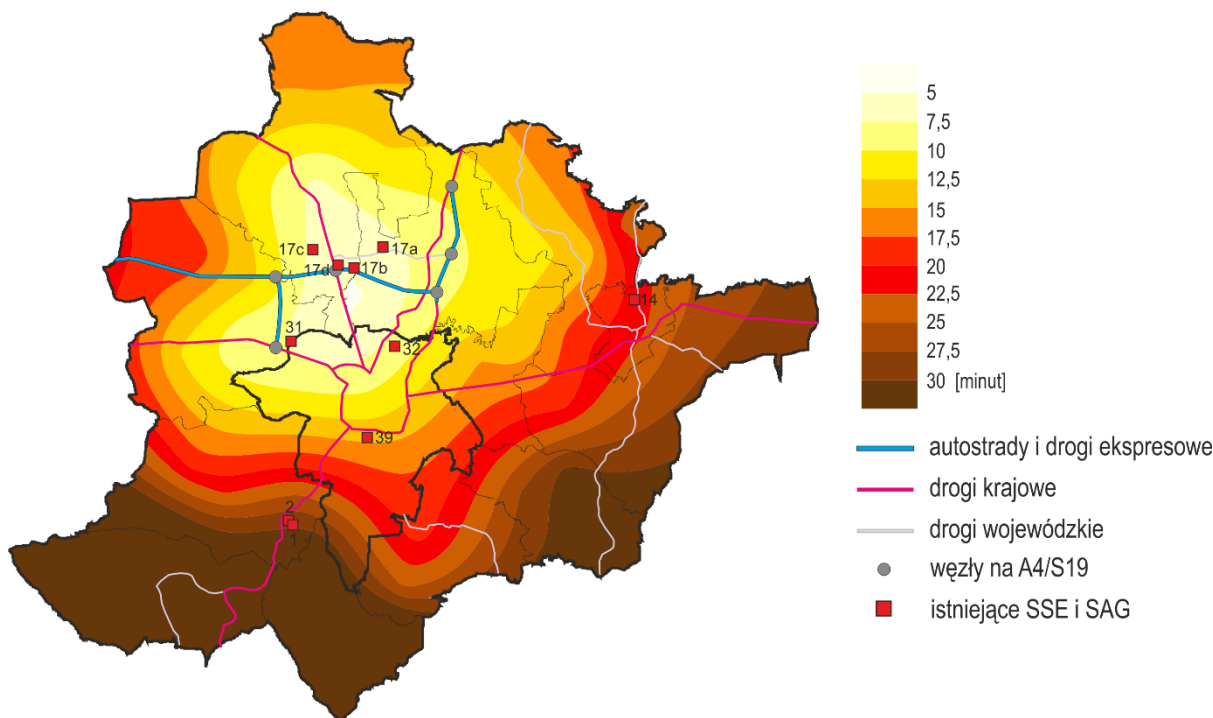 17c
17a
17d
17b
14
31
32
39
2
1
5
7,5
10
12,5
15
17,5
20
22,5
25
27,5
30 [minut]
autostrady i drogi ekspresowe
drogi krajowe
drogi wojewódzkie
węzły na A4/S19
istniejące SSE i SAG